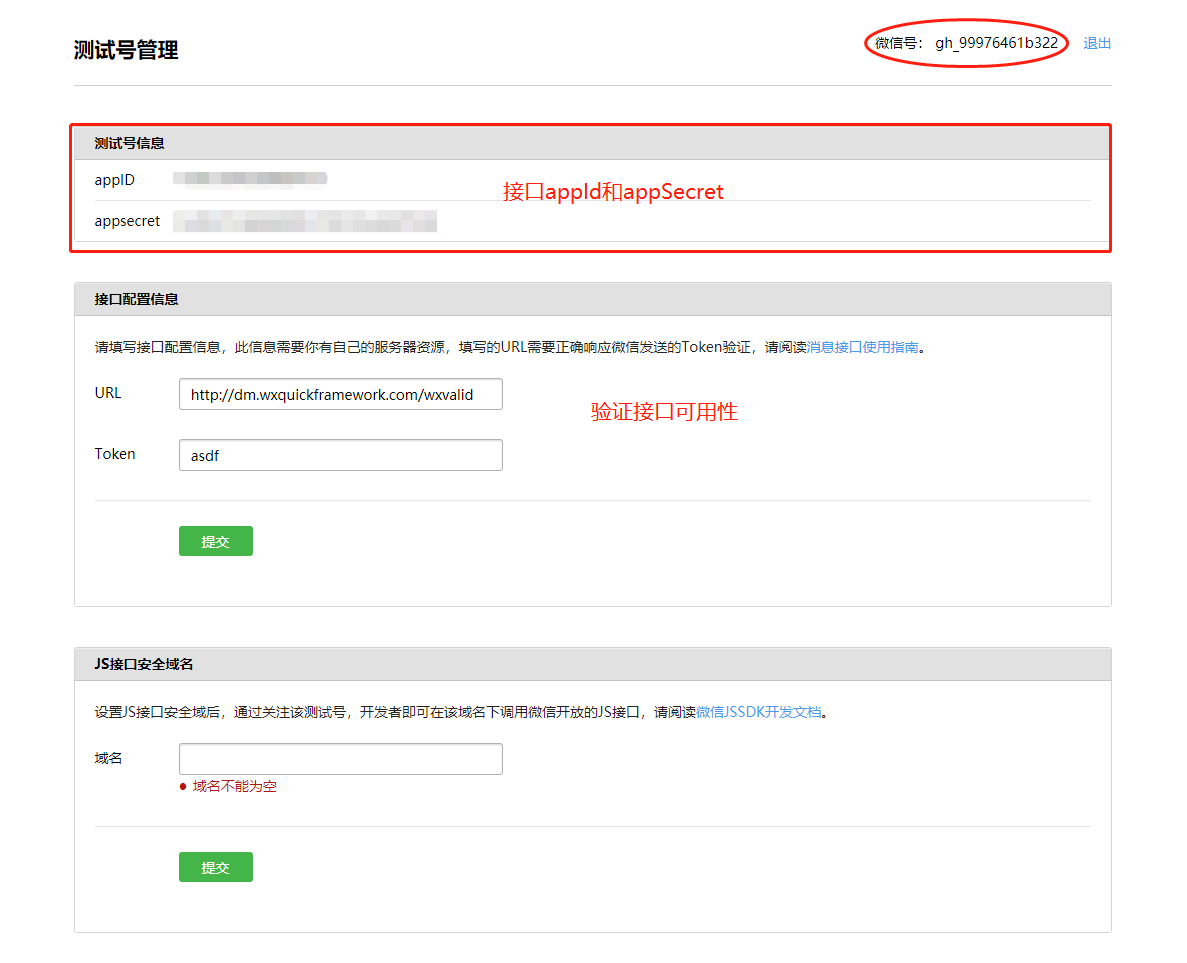 测试号管理
微信号： gh_99976461b322 退出
测试号信息
appID
接口appId和appSecret
appsecret
接口配置信息
请填写接口配置信息，此信息需要你有自己的服务器资源，填写的URL需要正确响应微信发送的Token验证，请阅读消息接口使用指南。
URL http://dm.wxquickframework.com/wxvalid
验证接口可用性
Token asdf
提交
JS接口安全域名
设置JS接口安全域后，通过关注该测试号，开发者即可在该域名下调用微信开放的JS接口，请阅读微信JSSDK开发文档。
域名
域名不能为空
提交